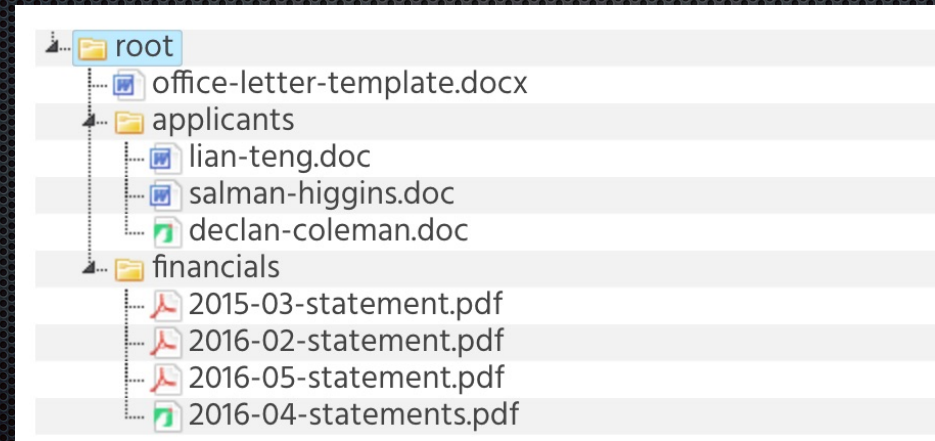 root
office-letter-template.docx
applicants
lian-teng.doc
salman-higgins.doc
declan-coleman.doc
financials
2015-03-statement.pdf
2016-02-statement.pdf
2016-05-statement.pdf
2016-04-statements.pdf